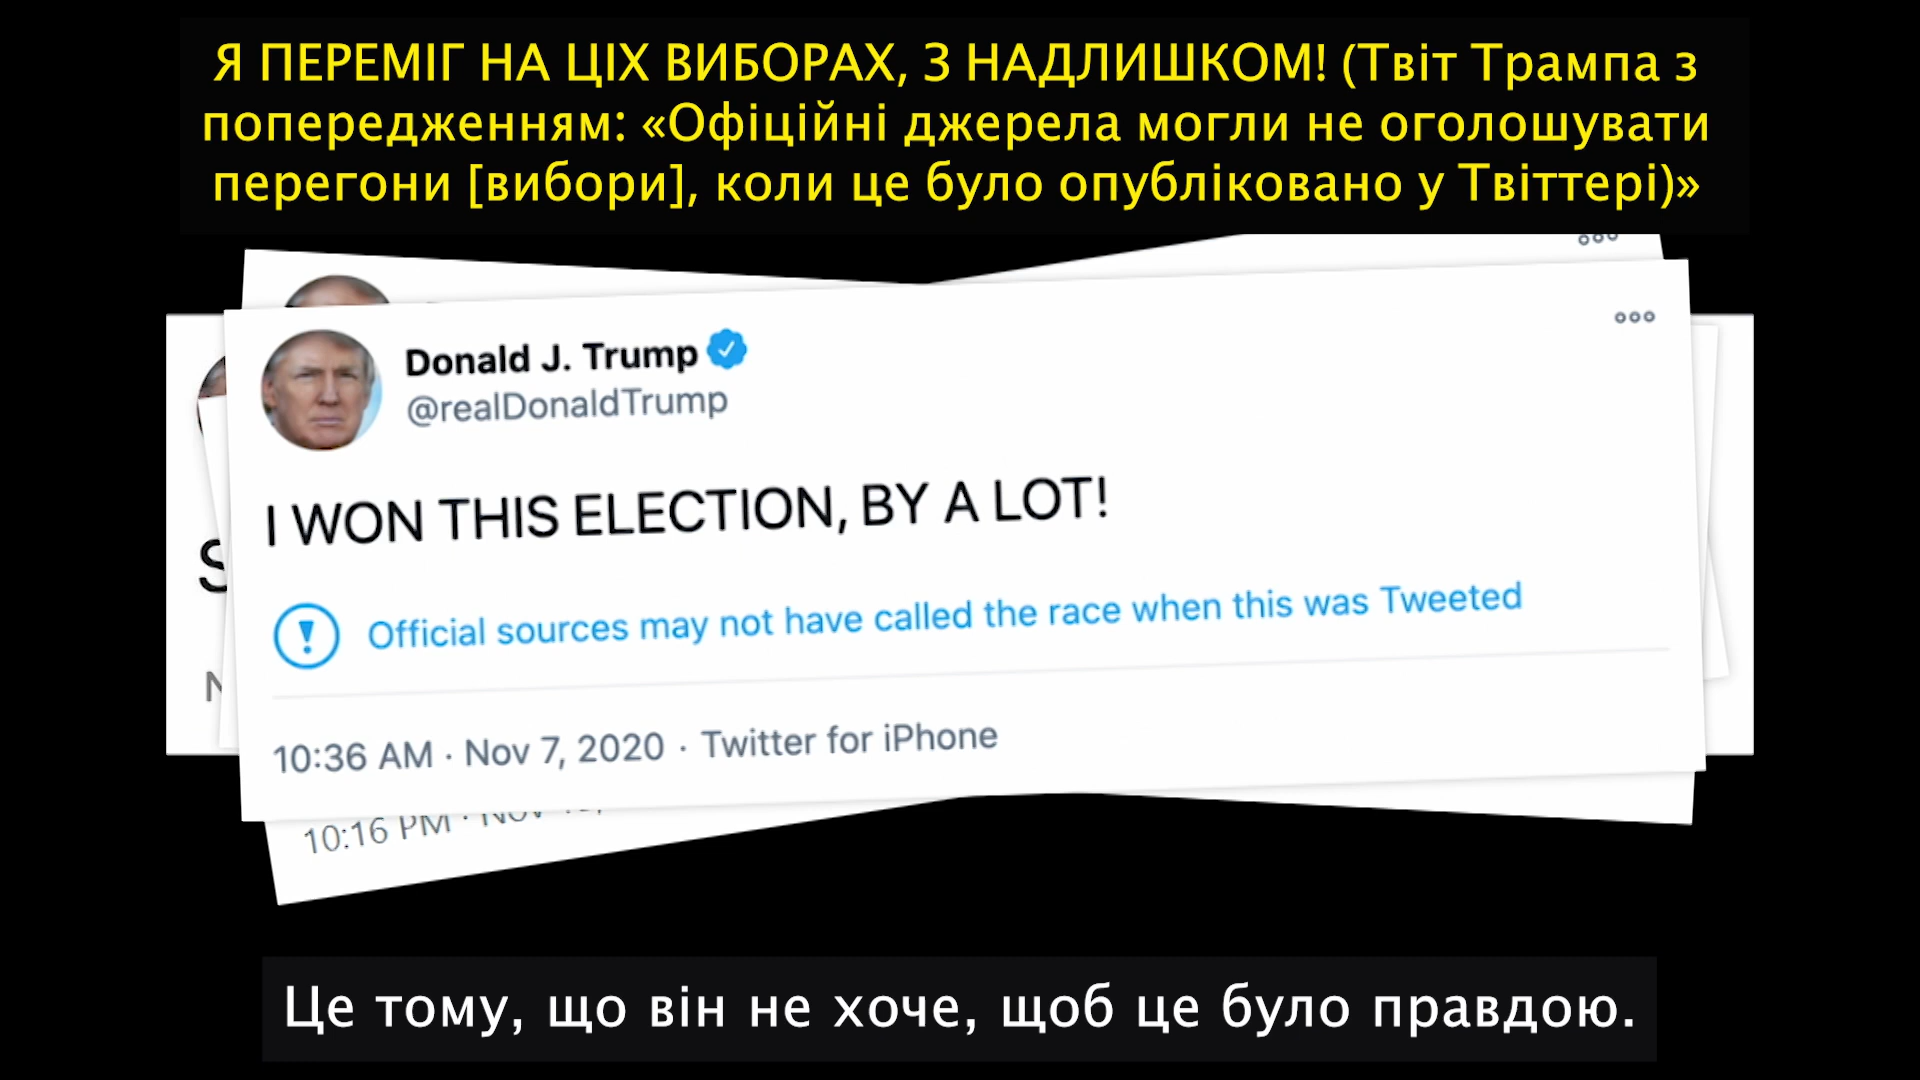 Я ПЕРЕМІГ НА ЦІХ ВИБОРАХ, З НАДЛИШКОМ! (Твіт Трампа з
попередженням: «Офіційні джерела могли не оголошувати
перегони [вибори], коли це було опубліковано у Твіттері)»
Donald J. Trump
@realDonaldTrump
I WON THIS ELECTION, BY A LOT!
Official sources may not have called the race when this was Tweeted
10:36 AM · Nov 7, 2020 · Twitter for iPhone
10:16 PM · Nov
Це тому, що він не хоче, щоб це було правдою.